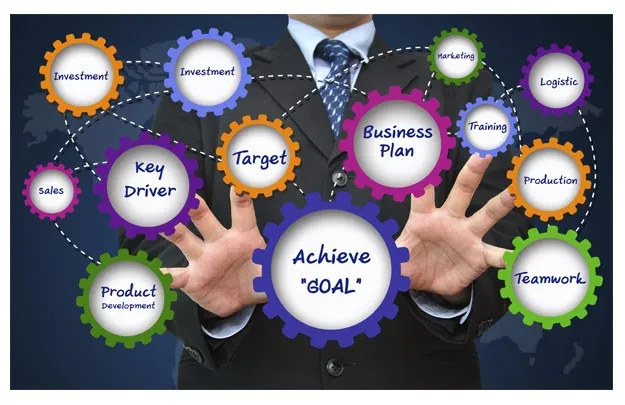 Investment
Investment
Marketing
Logistic
Key
Driver
Target
Business
Plan
Training
Sales
Production
Achieve
"GOAL"
Product
Development
Teamwork